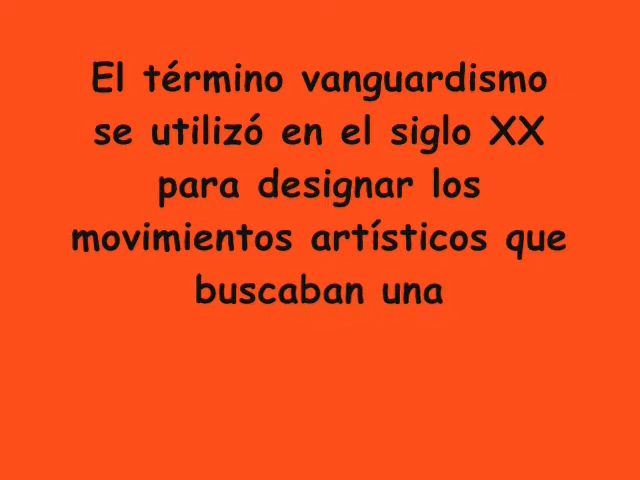 El término vanguardismo
se utilizó en el siglo XX
para designar los
movimientos artísticos que
buscaban una